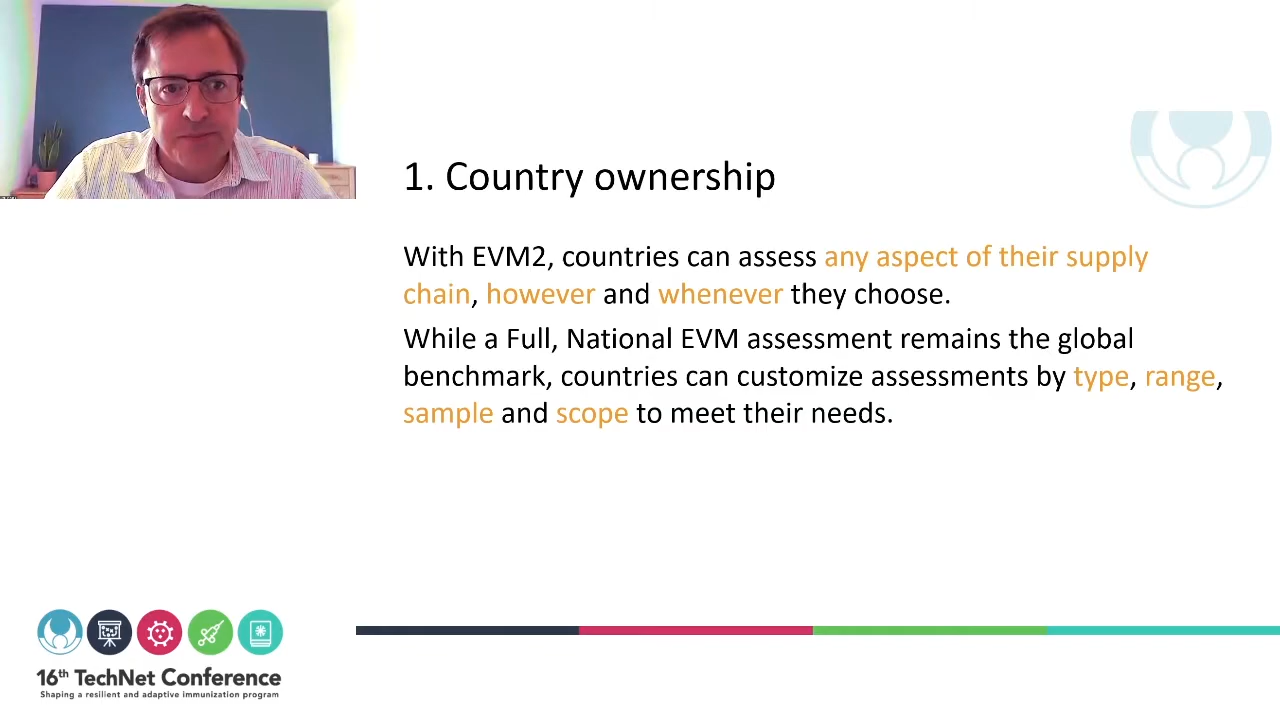 1. Country ownership
With EVM2, countries can assess any aspect of their supply
chain, however and whenever they choose.
While a Full, National EVM assessment remains the global
benchmark, countries can customize assessments by type, range,
sample and scope to meet their needs.
16th TechNet Conference
Shaping a resilient and adaptive immunization program